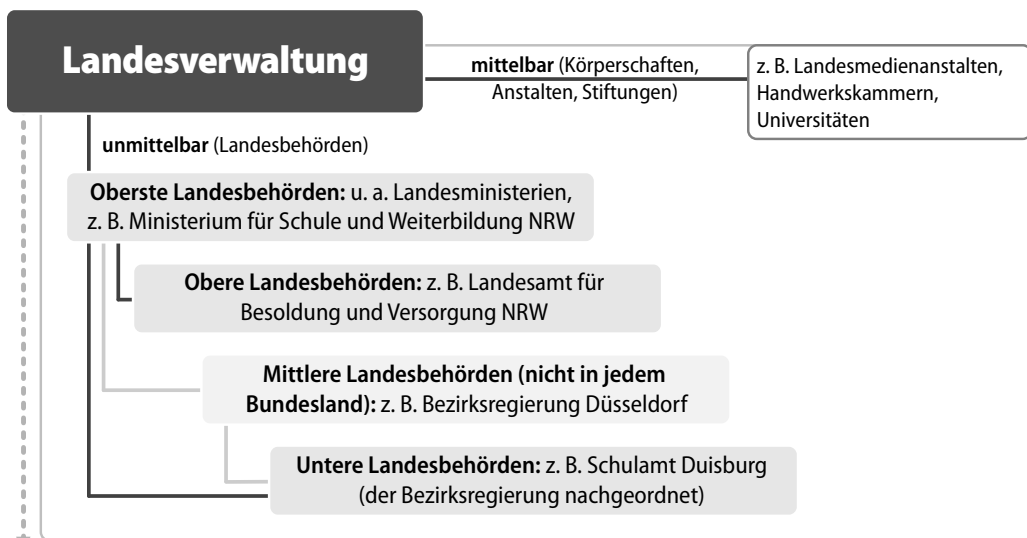 Landesverwaltung
mittelbar (Körperschaften,
Anstalten, Stiftungen)
z. B. Landesmedienanstalten,
Handwerkskammern,
Universitäten
unmittelbar (Landesbehörden)
Oberste Landesbehörden: u. a. Landesministerien,
z. B. Ministerium für Schule und Weiterbildung NRW
Obere Landesbehörden: z. B. Landesamt für
Besoldung und Versorgung NRW
Mittlere Landesbehörden (nicht in jedem
Bundesland): z. B. Bezirksregierung Düsseldorf
Untere Landesbehörden: z. B. Schulamt Duisburg
(der Bezirksregierung nachgeordnet)